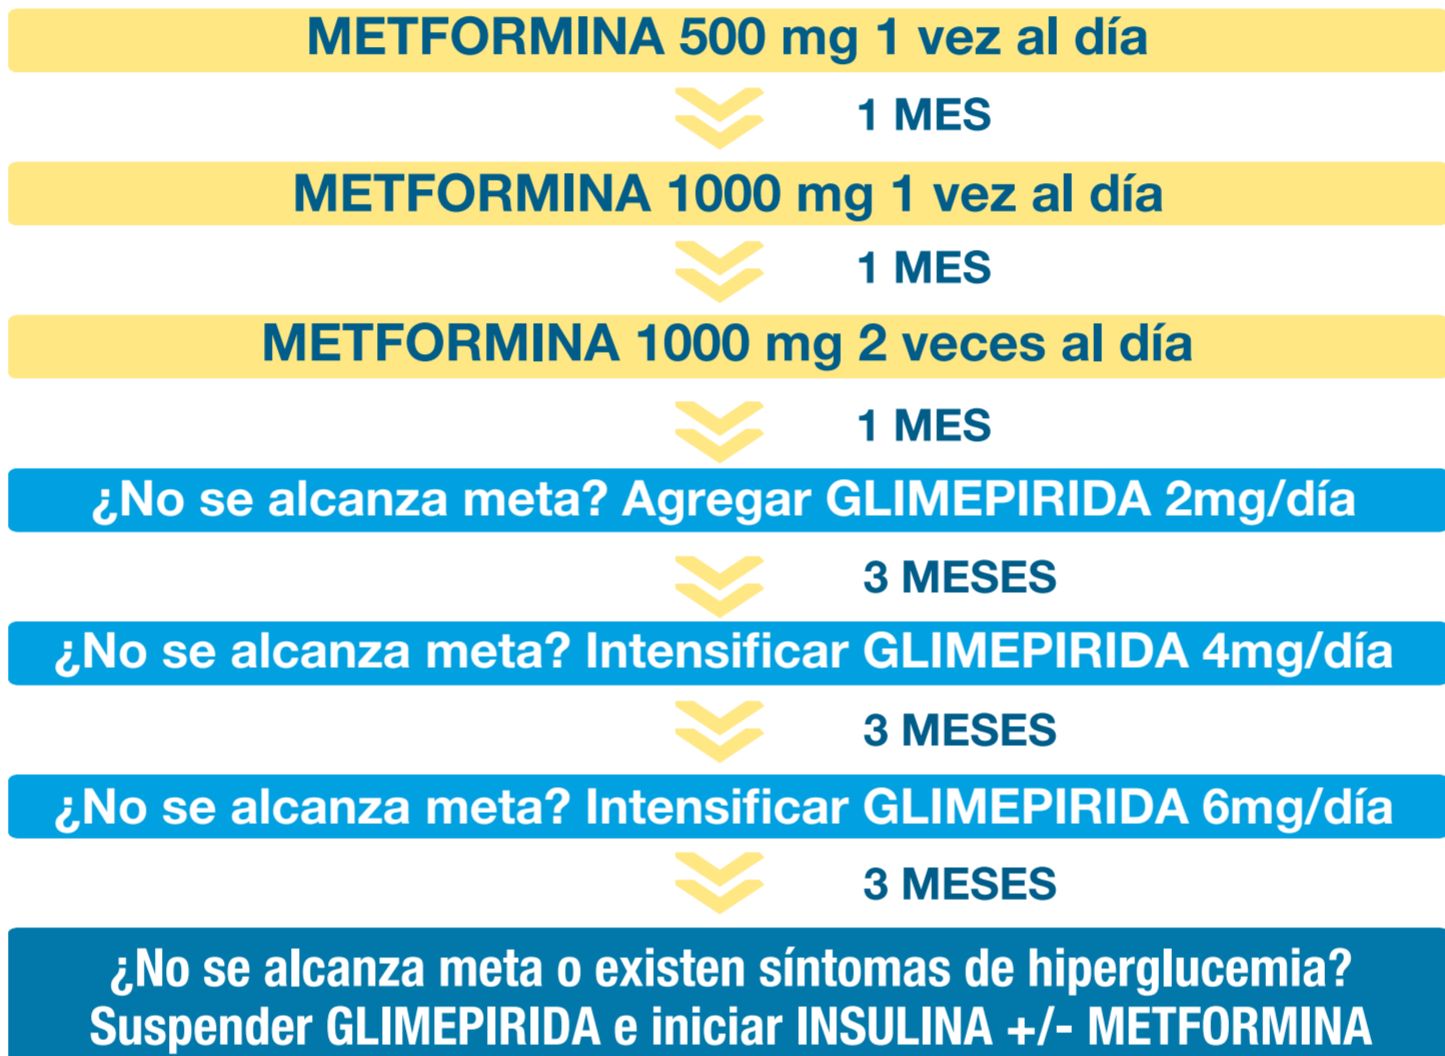 METFORMINA 500 mg 1 vez al día
1 MES
METFORMINA 1000 mg 1 vez al día
1 MES
METFORMINA 1000 mg 2 veces al día
1 MES
¿No se alcanza meta? Agregar GLIMEPIRIDA 2mg/día
3 MESES
¿No se alcanza meta? Intensificar GLIMEPIRIDA 4mg/día
3 MESES
¿No se alcanza meta? Intensificar GLIMEPIRIDA 6mg/día
3 MESES
¿No se alcanza meta o existen síntomas de hiperglucemia?
Suspender GLIMEPIRIDA e iniciar INSULINA +/- METFORMINA